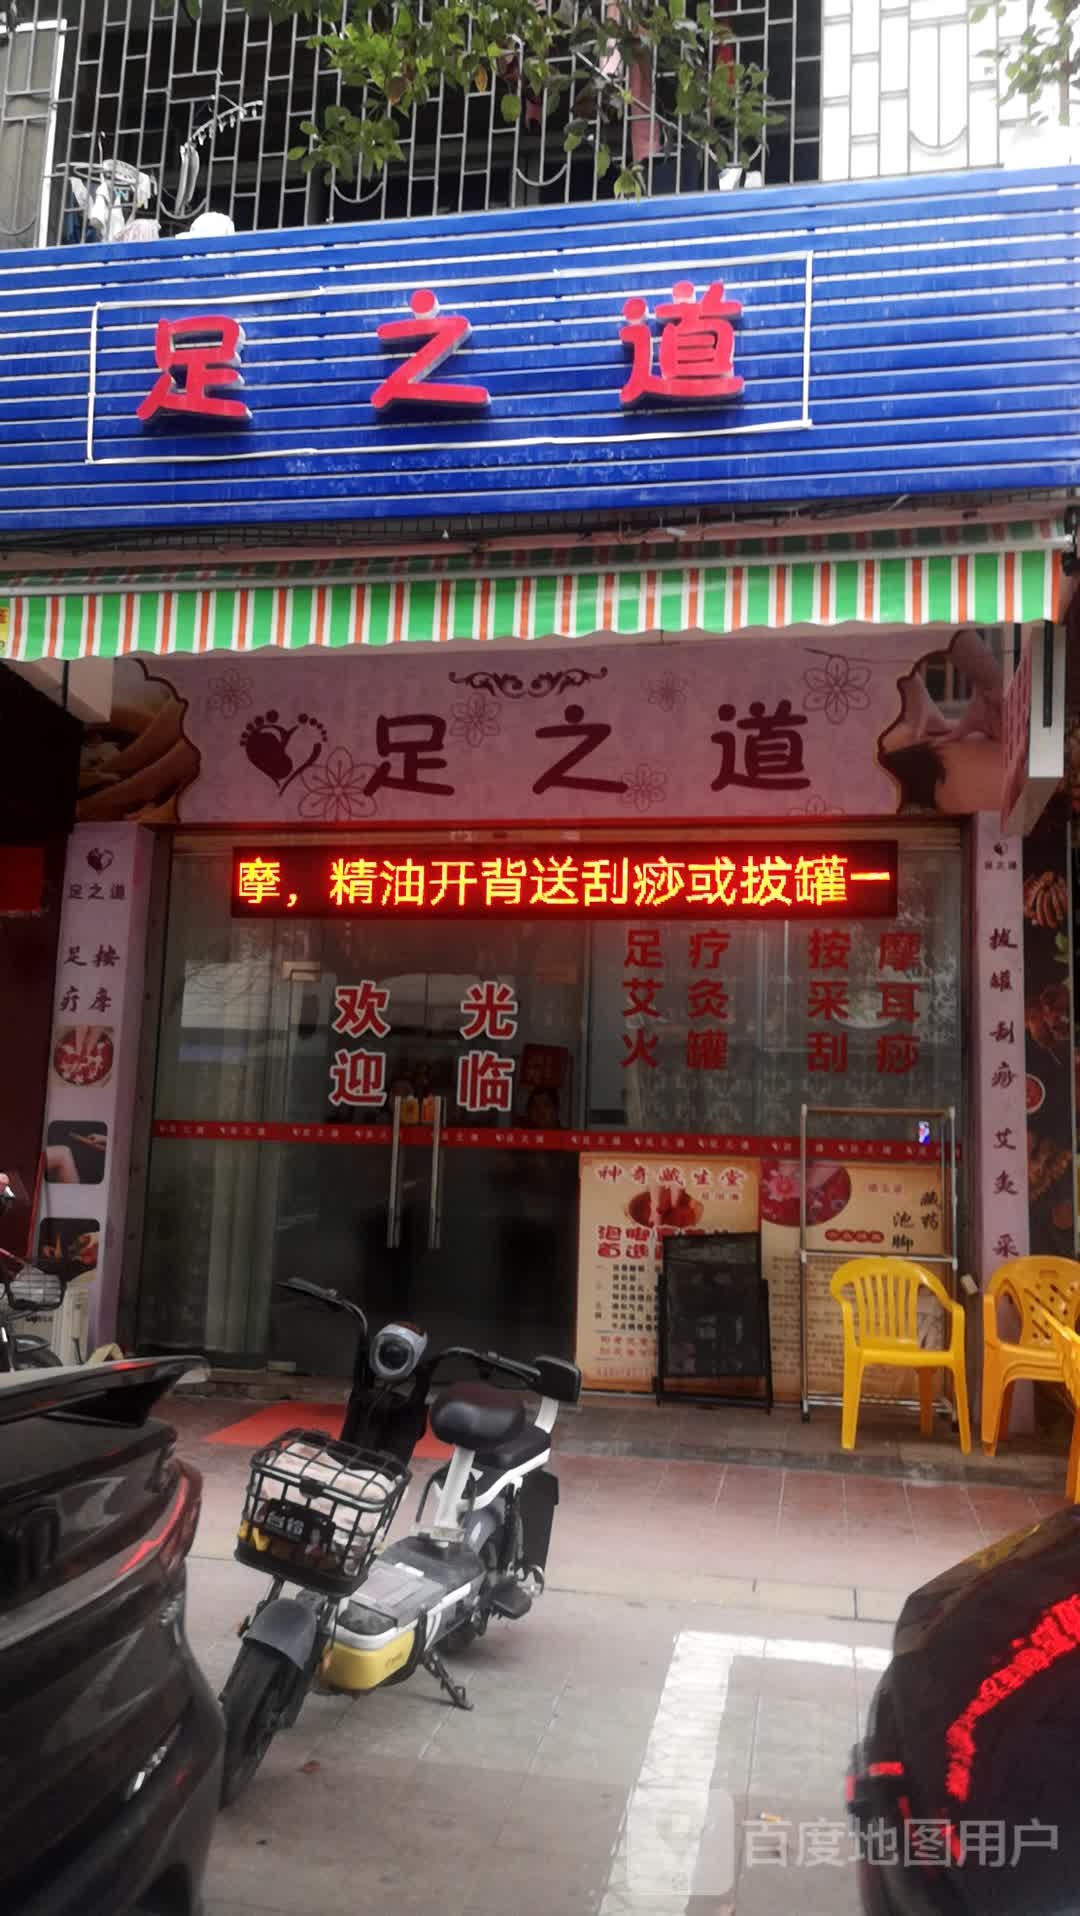 足之道
足之道
摩，精油开背送刮痧或拔罐一
足之道
足按
疗摩
欢光
迎临
足疗 按摩
艾灸 采耳
火罐 刮痧
拔罐 刮痧 艾灸 采
足之道
神奇藏生堂
藏药
泡脚
百度地图用户